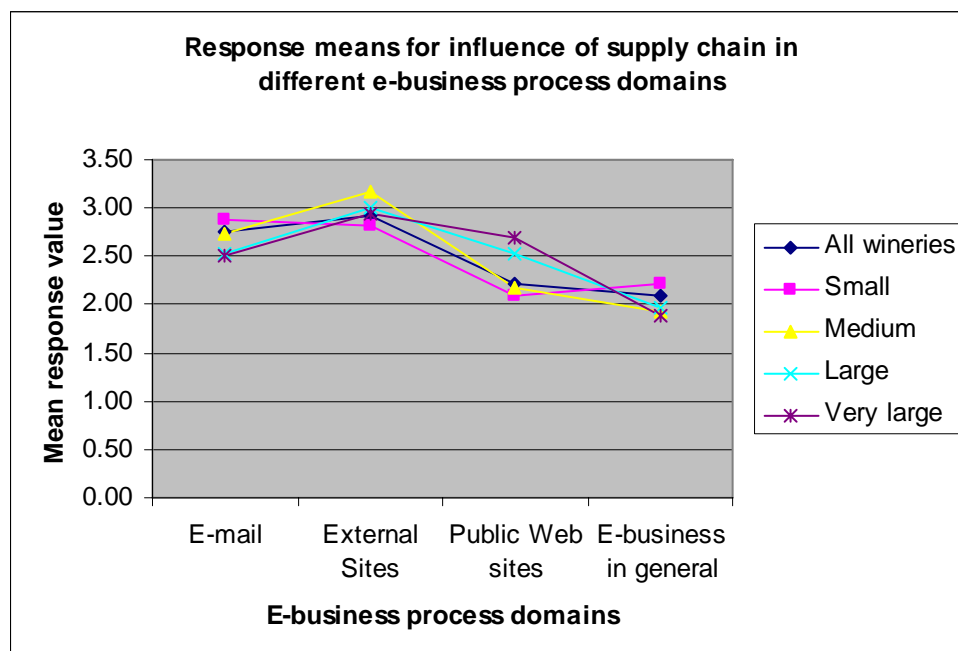 Response means for influence of supply chain in
different e-business process domains
Mean response value
3.50
3.00
2.50
2.00
1.50
1.00
0.50
0.00
E-mail
External
Sites
Public Web
sites
E-business
in general
E-business process domains
All wineries
Small
Medium
Large
Very large